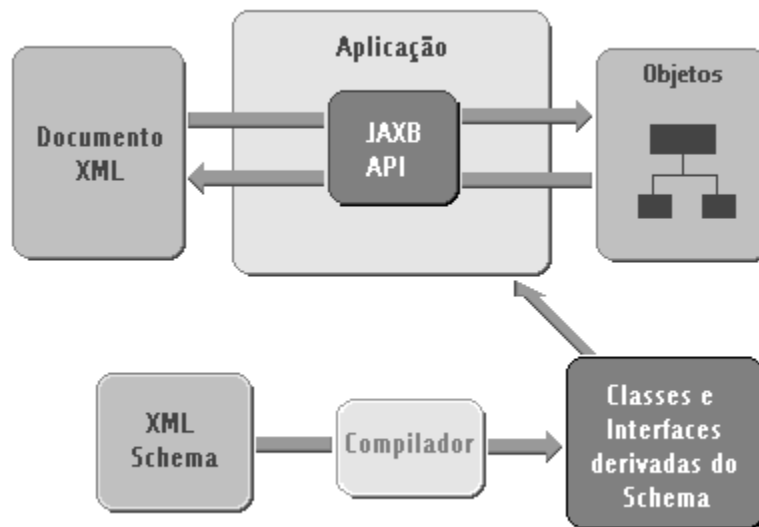 Aplicação
Objetos
Documento
XML
JAXB
API
XML
Schema
Compilador
Classes e
Interfaces
derivadas do
Schema